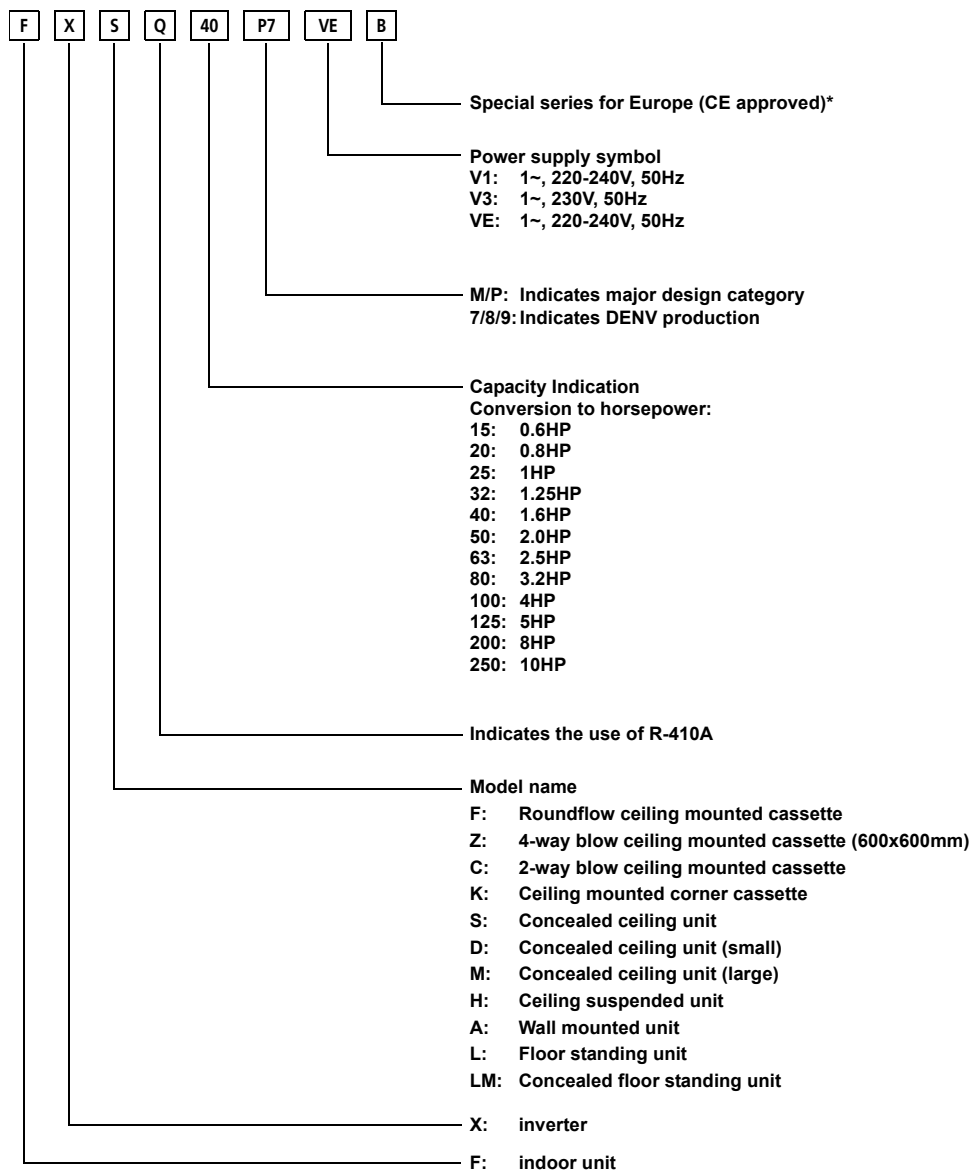 F X S Q 40 P7 VE B
Special series for Europe (CE approved)*
Power supply symbol
V1: 1~, 220-240V, 50Hz
V3: 1~, 230V, 50Hz
VE: 1~, 220-240V, 50Hz
M/P: Indicates major design category
7/8/9: Indicates DENV production
Capacity Indication
Conversion to horsepower:
15: 0.6HP
20: 0.8HP
25: 1HP
32: 1.25HP
40: 1.6HP
50: 2.0HP
63: 2.5HP
80: 3.2HP
100: 4HP
125: 5HP
200: 8HP
250: 10HP
Indicates the use of R-410A
Model name
F: Roundflow ceiling mounted cassette
Z: 4-way blow ceiling mounted cassette (600x600mm)
C: 2-way blow ceiling mounted cassette
K: Ceiling mounted corner cassette
S: Concealed ceiling unit
D: Concealed ceiling unit (small)
M: Concealed ceiling unit (large)
H: Ceiling suspended unit
A: Wall mounted unit
L: Floor standing unit
LM: Concealed floor standing unit
X: inverter
F: indoor unit